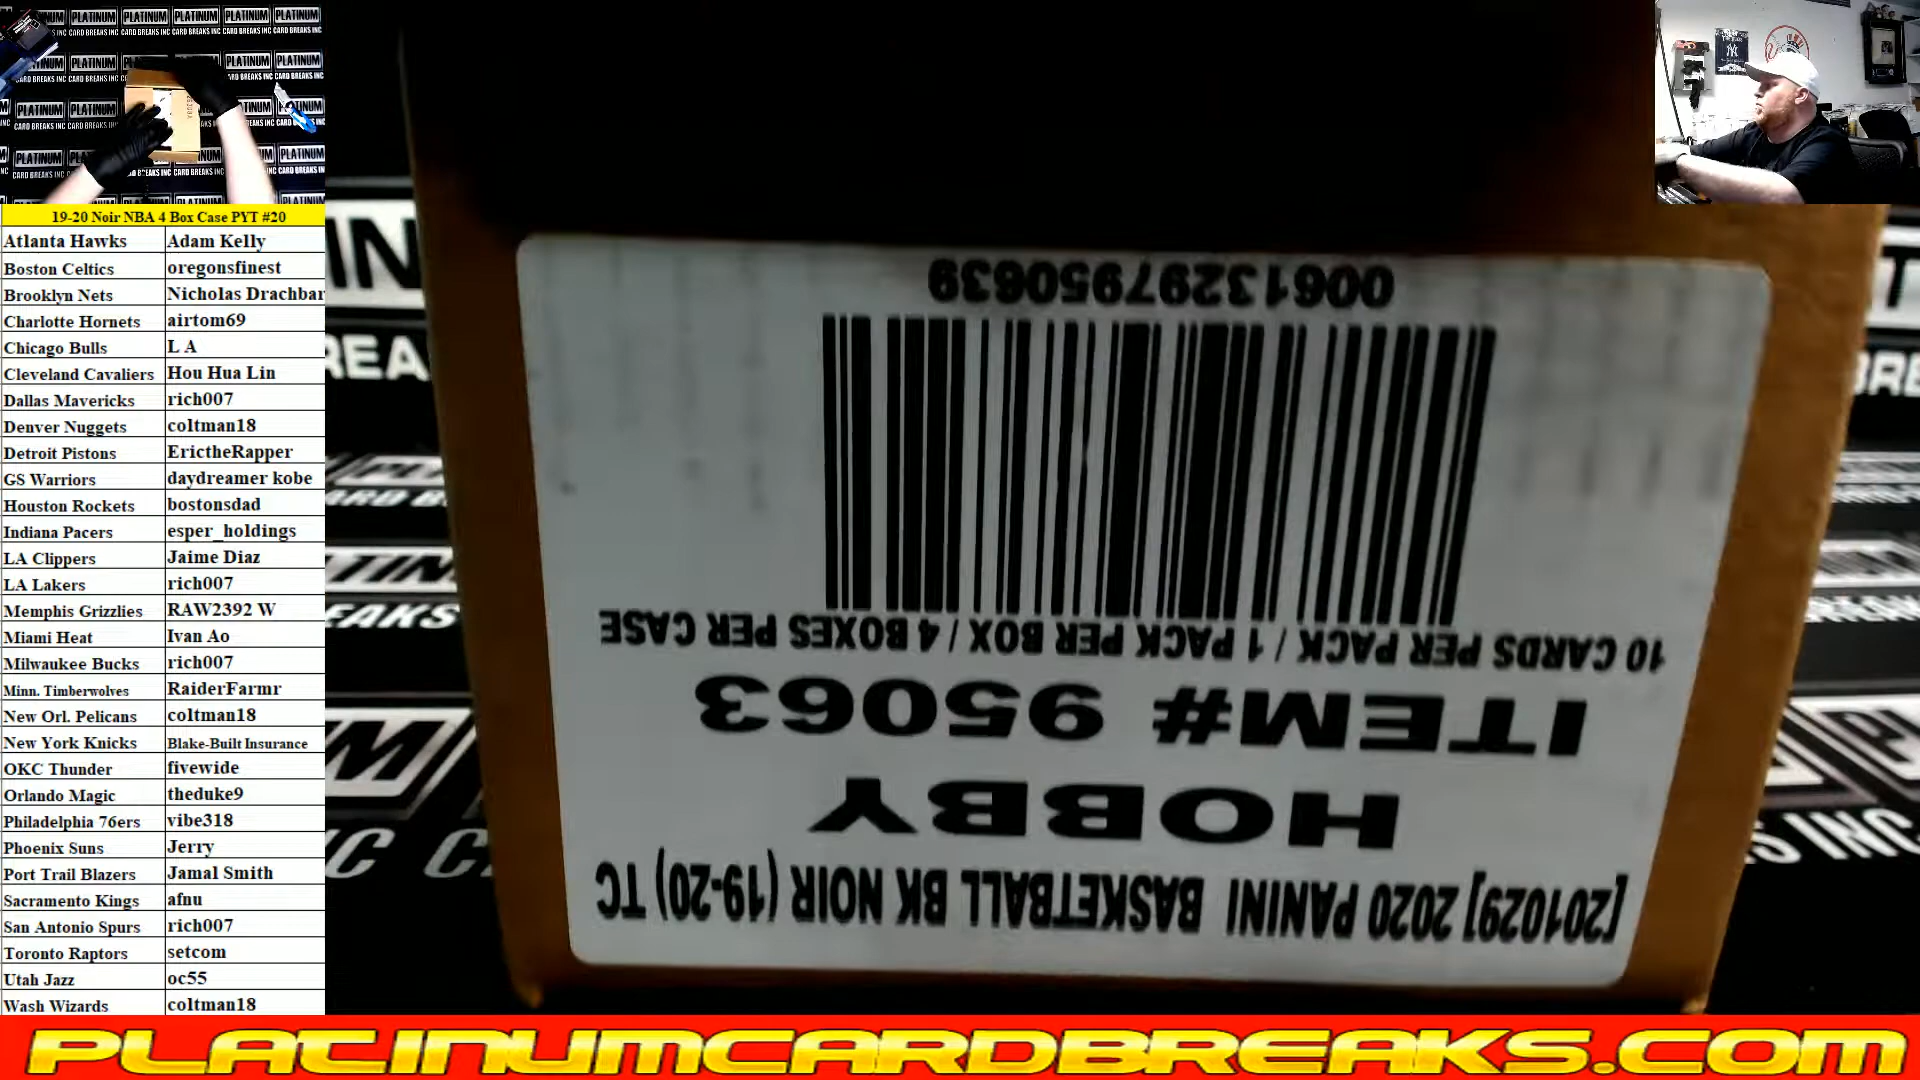 19-20 Noir NBA 4 Box Case PYT #20
Atlanta Hawks Adam Kelly
Boston Celtics oregonsfinest
Brooklyn Nets Nicholas Drachbar
Charlotte Hornets airtom69
Chicago Bulls L A
Cleveland Cavaliers Hou Hua Lin
Dallas Mavericks rich007
Denver Nuggets coltman18
Detroit Pistons EricttheRapper
GS Warriors daydreamer kobe
Houston Rockets bostonsdad
Indiana Pacers esper_holdings
LA Clippers Jaime Diaz
LA Lakers rich007
Memphis Grizzlies RAW2392 W
Miami Heat Ivan Ao
Milwaukee Bucks rich007
Minn. Timberwolves RaiderFarmr
New Orl. Pelicans coltman18
New York Knicks Blake-Built Insurance
OKC Thunder fivewide
Orlando Magic theduke9
Philadelphia 76ers vibe318
Phoenix Suns Jerry
Port Trail Blazers Jamal Smith
Sacramento Kings afnu
San Antonio Spurs rich007
Toronto Raptors setcom
Utah Jazz oc55
Wash Wizards coltman18
[201029] 2020 PANINI BASKETBALL BK NOIR (19-20) TC
HOBBY
ITEM# 95063
10 CARDS PER PACK / 1 PACK PER BOX / 4 BOXES PER CASE
00613297950639
PLATINUM
CARD BREAKS INC
PLATINUMCARDBREAKS.COM